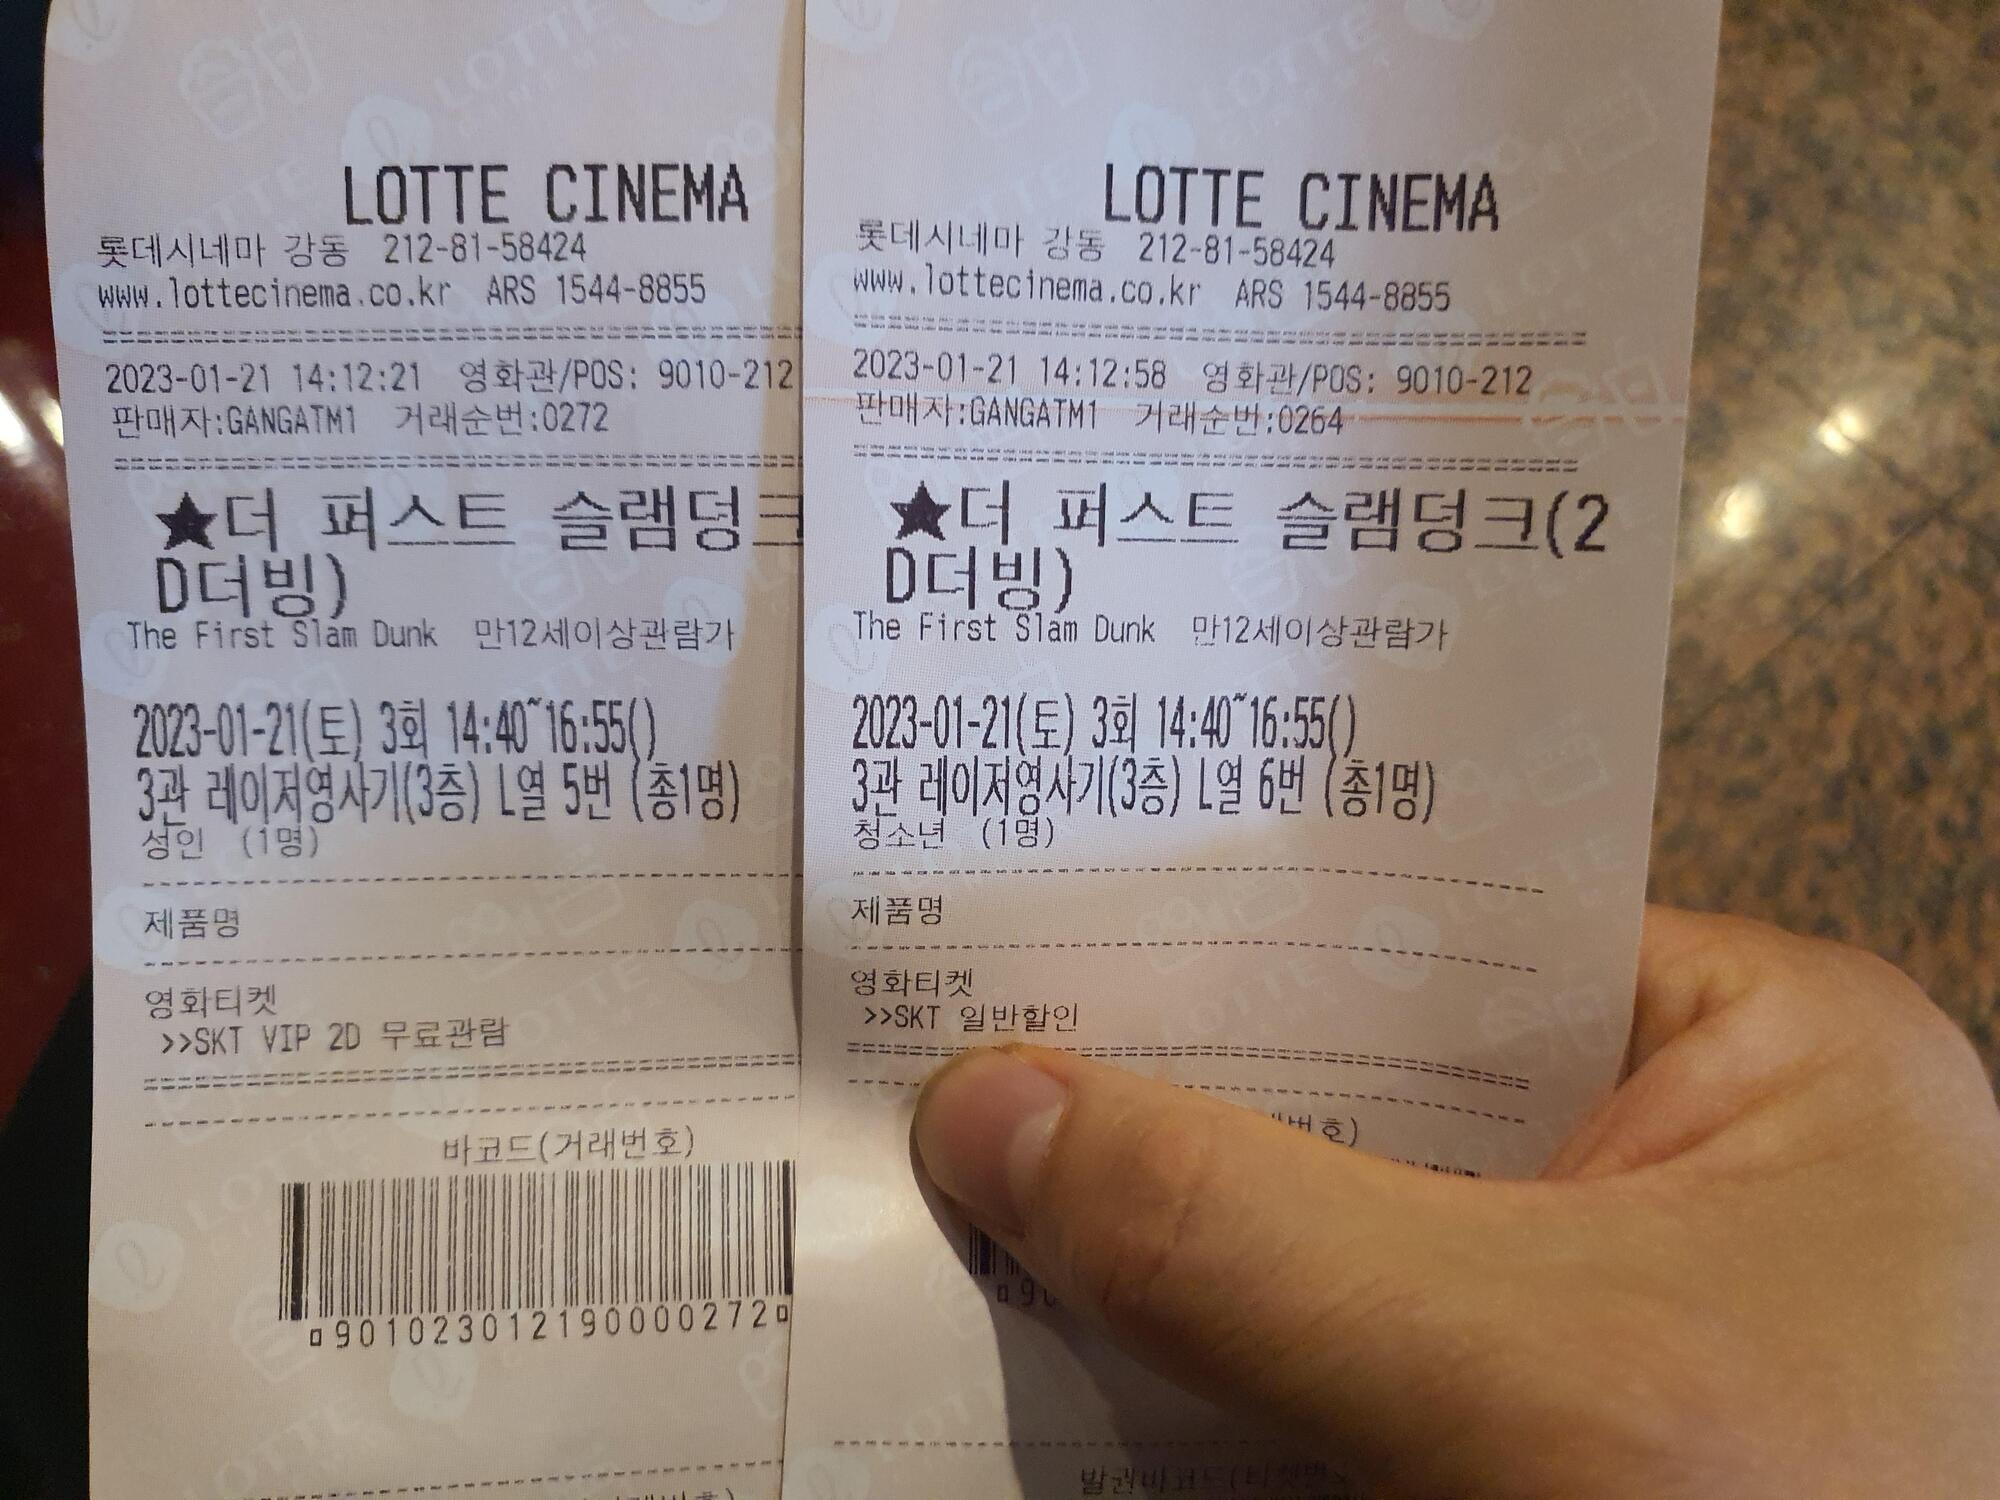 LOTTE CINEMA
롯데시네마 강동 212-81-58424
www.lottecinema.co.kr ARS 1544-8855
2023-01-21 14:12:21 영화관/POS: 9010-212
판매자:GANGATM1 거래순번:0272
★더 퍼스트 슬램덩크
D더빙)
The First Slam Dunk 만12세이상관람가
2023-01-21(토) 3회 14:40~16:55()
3관 레이저영사기(3층) L열 5번 (총1명)
성인 (1명)
제품명
영화티켓
>>SKT VIP 2D 무료관람
바코드(거래번호)
901023012190000272
LOTTE CINEMA
롯데시네마 강동 212-81-58424
www.lottecinema.co.kr ARS 1544-8855
2023-01-21 14:12:58 영화관/POS: 9010-212
판매자:GANGATM1 거래순번:0264
★더 퍼스트 슬램덩크(2
D더빙)
The First Slam Dunk 만12세이상관람가
2023-01-21(토) 3회 14:40~16:55()
3관 레이저영사기(3층) L열 6번 (총1명)
청소년 (1명)
제품명
영화티켓
>>SKT 일반할인
번호)
90